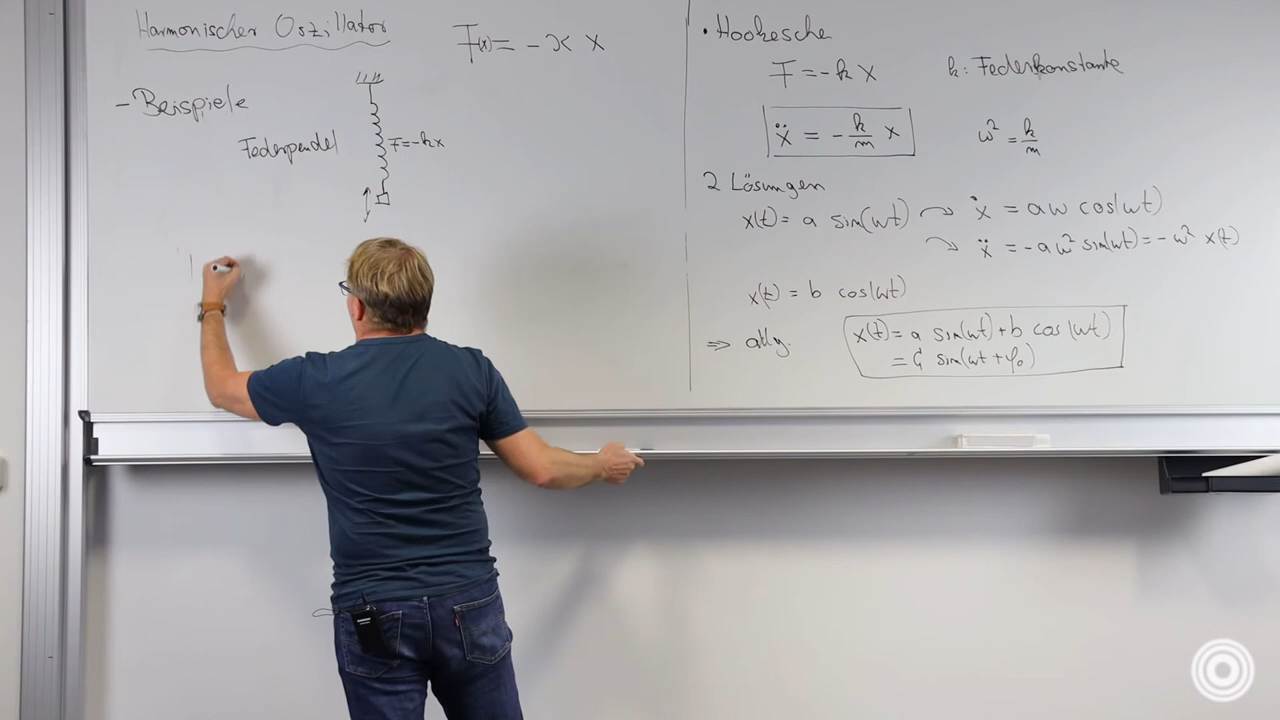 Harmonischer Oszillator
F(x) = -ϰ x
- Beispiele
Federpendel
F = -kx
• Hookesche
F = -k x
k: Federkonstante
ẍ = - k/m x
ω² = k/m
2 Lösungen
x(t) = a sin(ωt) ↷ ẋ = aω cos(ωt)
↷ ẍ = -aω² sin(ωt) = -ω² x(t)
x(t) = b cos(ωt)
⇒ allg.
x(t) = a sin(ωt) + b cos(ωt)
= C sin(ωt + φ₀)